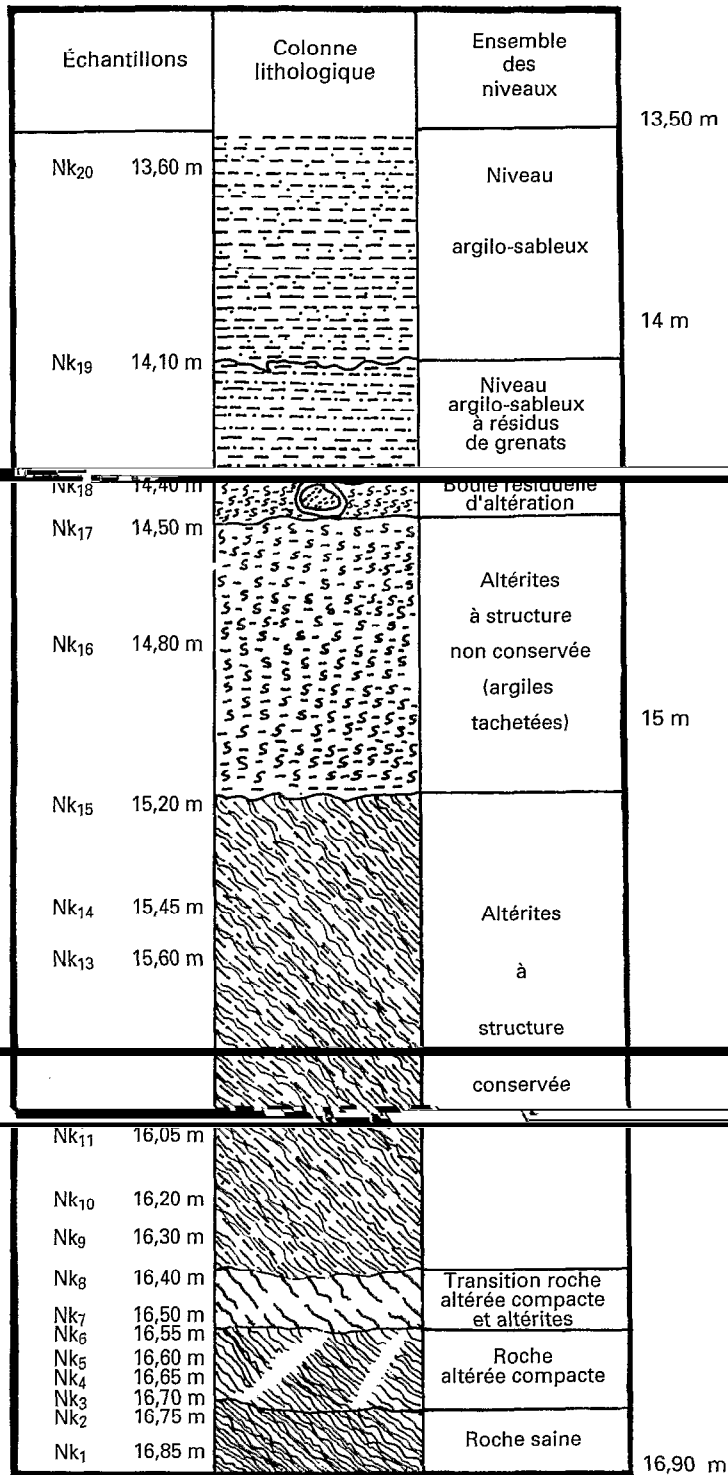 Échantillons
Colonne
lithologique
Ensemble
des
niveaux
13,50 m
Nk20 13,60 m
Niveau
argilo-sableux
14 m
Nk19 14,10 m
Niveau
argilo-sableux
à résidus
de grenats
Nk18 14,40 m
Boule résiduelle
d'altération
Nk17 14,50 m
Altérites
à structure
non conservée
(argiles
tachetées)
Nk16 14,80 m
15 m
Nk15 15,20 m
Nk14 15,45 m
Nk13 15,60 m
Altérites
à
structure
conservée
Nk11 16,05 m
Nk10 16,20 m
Nk9 16,30 m
Nk8 16,40 m
Nk7 16,50 m
Transition roche
altérée compacte
et altérites
Nk6 16,55 m
Nk5 16,60 m
Nk4 16,65 m
Nk3 16,70 m
Roche
altérée compacte
Nk2 16,75 m
Nk1 16,85 m
Roche saine
16,90 m